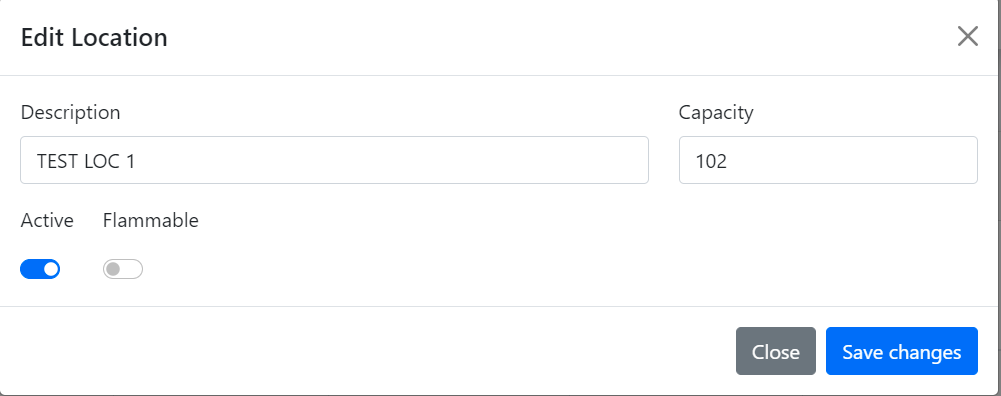 Edit Location
Description
Capacity
TEST LOC 1
102
Active
Flammable
Close
Save changes